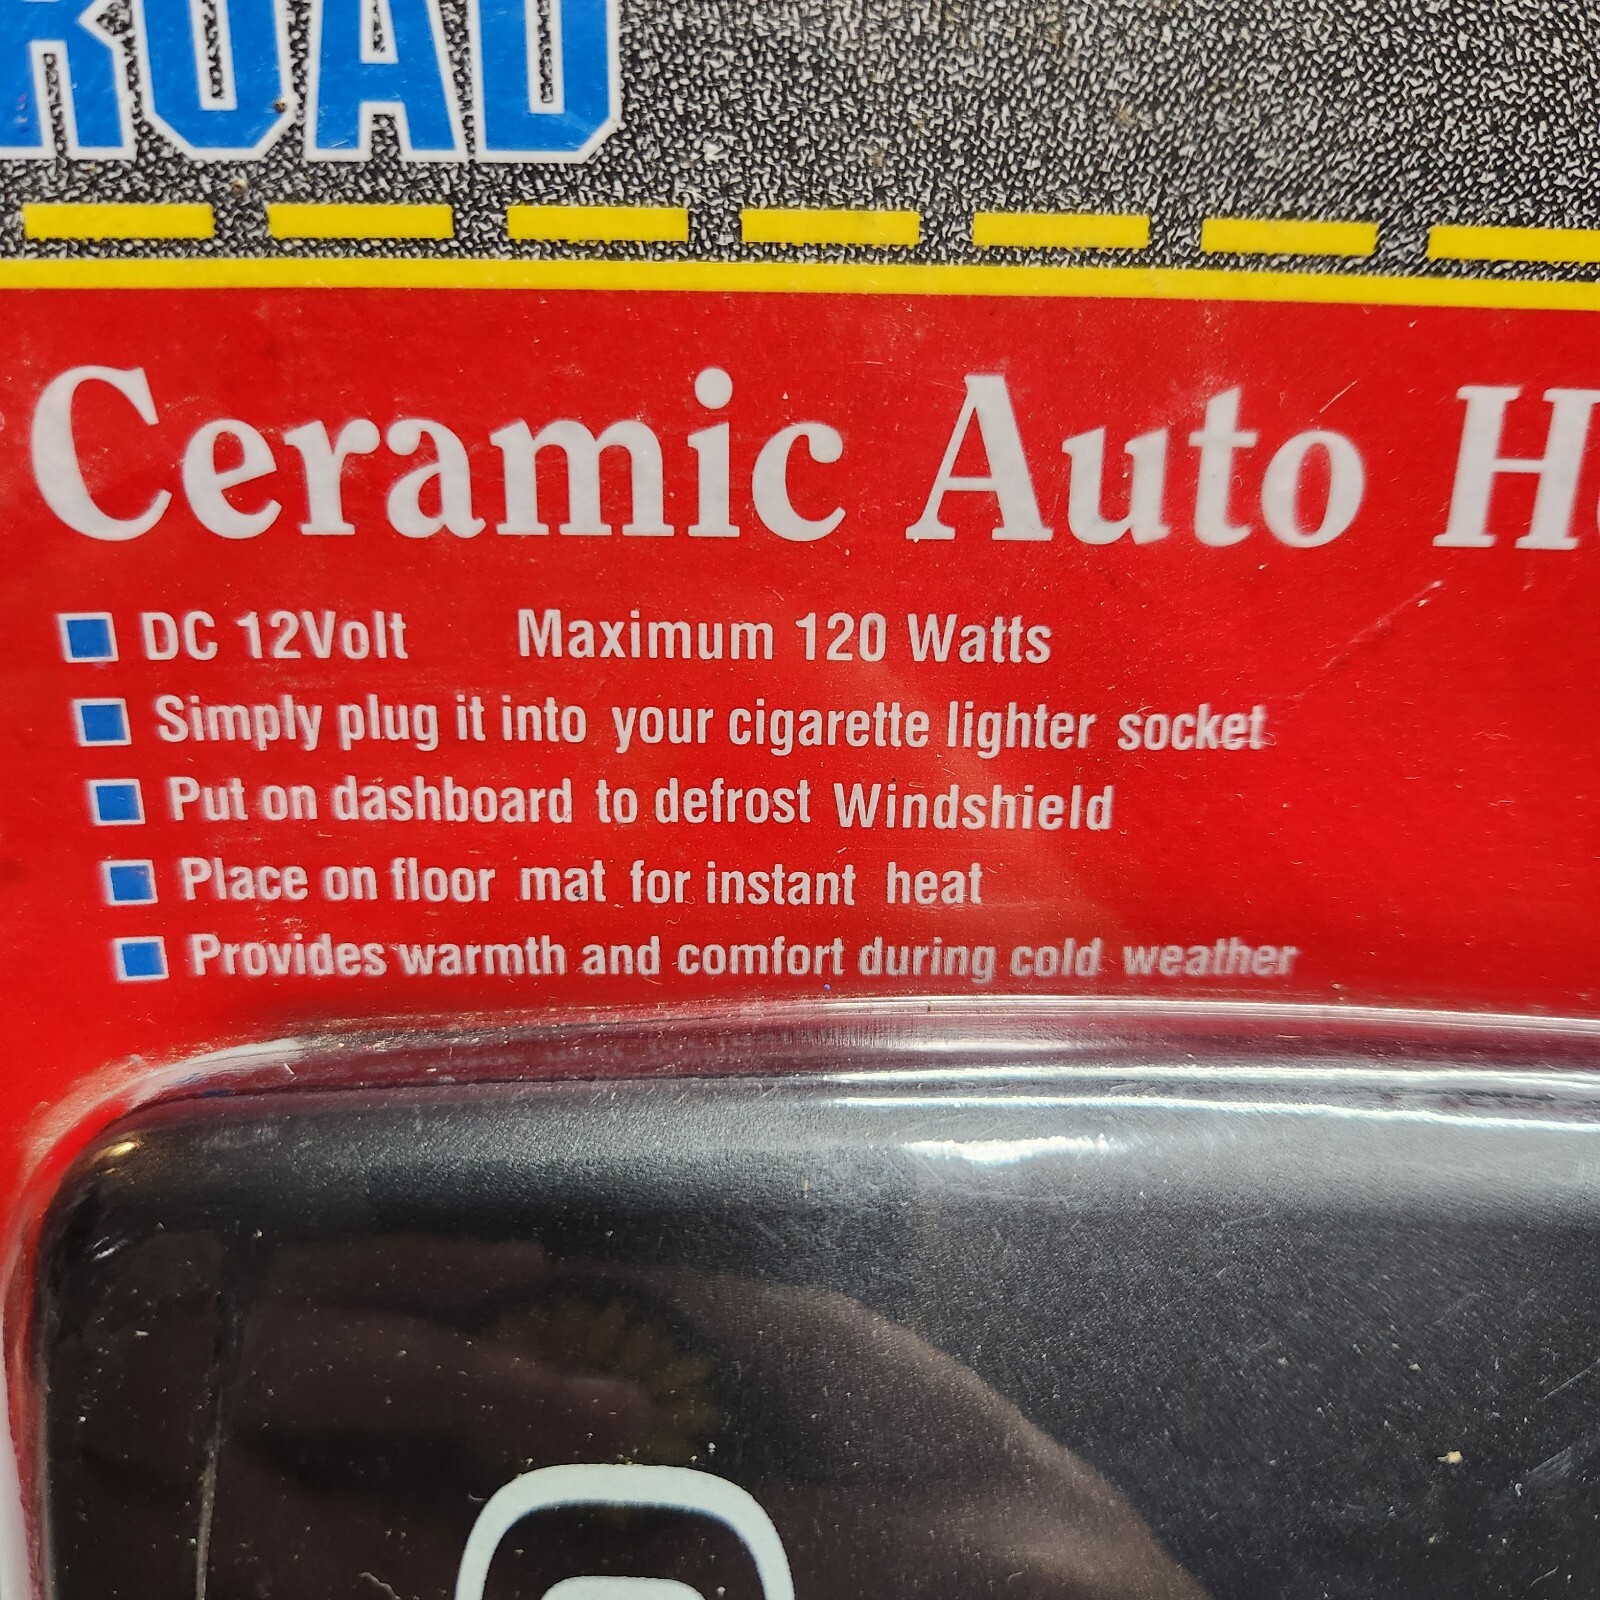 ROAD
Ceramic Auto H
DC 12Volt Maximum 120 Watts
Simply plug it into your cigarette lighter socket
Put on dashboard to defrost Windshield
Place on floor mat for instant heat
Provides warmth and comfort during cold weather